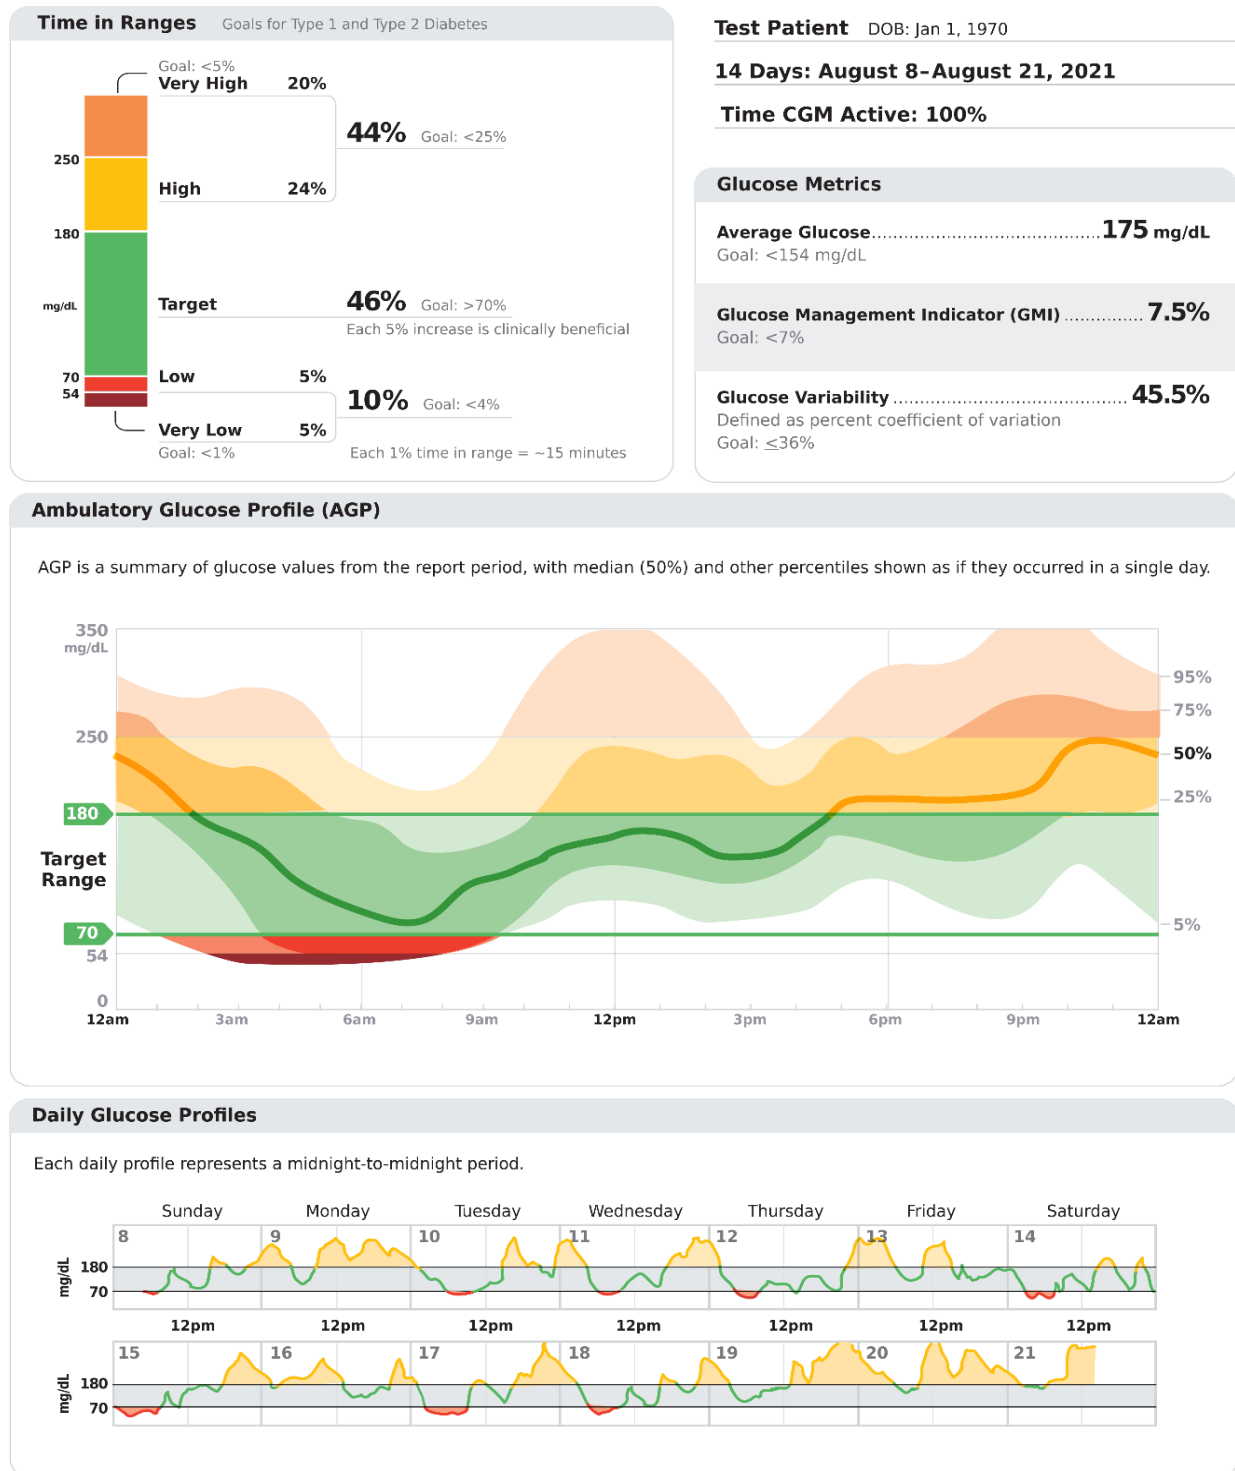 Time in Ranges Goals for Type 1 and Type 2 Diabetes
Goal: <5%
Very High 20%
44% Goal: <25%
250
High 24%
180
mg/dL
Target 46% Goal: >70%
Each 5% increase is clinically beneficial
70
Low 5%
54
10% Goal: <4%
Very Low 5%
Goal: <1%
Each 1% time in range = ~15 minutes
Test Patient DOB: Jan 1, 1970
14 Days: August 8–August 21, 2021
Time CGM Active: 100%
Glucose Metrics
Average Glucose..........................................175 mg/dL
Goal: <154 mg/dL
Glucose Management Indicator (GMI) ............... 7.5%
Goal: <7%
Glucose Variability ........................................... 45.5%
Defined as percent coefficient of variation
Goal: ≤36%
Ambulatory Glucose Profile (AGP)
AGP is a summary of glucose values from the report period, with median (50%) and other percentiles shown as if they occurred in a single day.
350
mg/dL
250
180
Target
Range
70
54
0
95%
75%
50%
25%
5%
12am 3am 6am 9am 12pm 3pm 6pm 9pm 12am
Daily Glucose Profiles
Each daily profile represents a midnight-to-midnight period.
Sunday Monday Tuesday Wednesday Thursday Friday Saturday
8 9 10 11 12 13 14
mg/dL
180
70
12pm 12pm 12pm 12pm 12pm 12pm 12pm
15 16 17 18 19 20 21
mg/dL
180
70